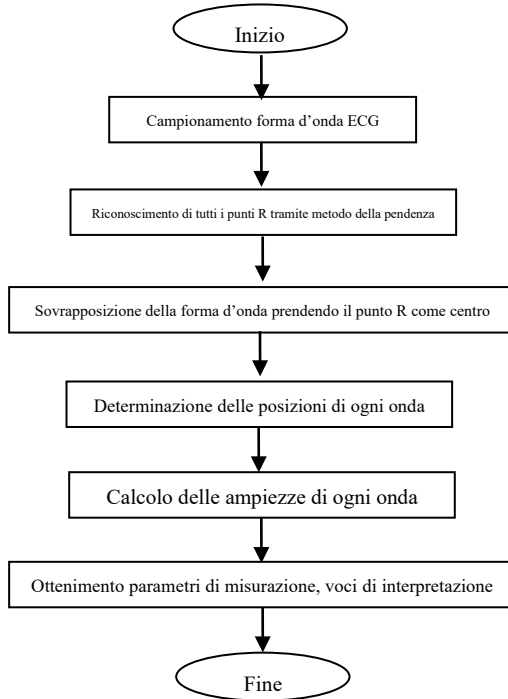 Inizio
Campionamento forma d'onda ECG
Riconoscimento di tutti i punti R tramite metodo della pendenza
Sovrapposizione della forma d'onda prendendo il punto R come centro
Determinazione delle posizioni di ogni onda
Calcolo delle ampiezze di ogni onda
Ottenimento parametri di misurazione, voci di interpretazione
Fine